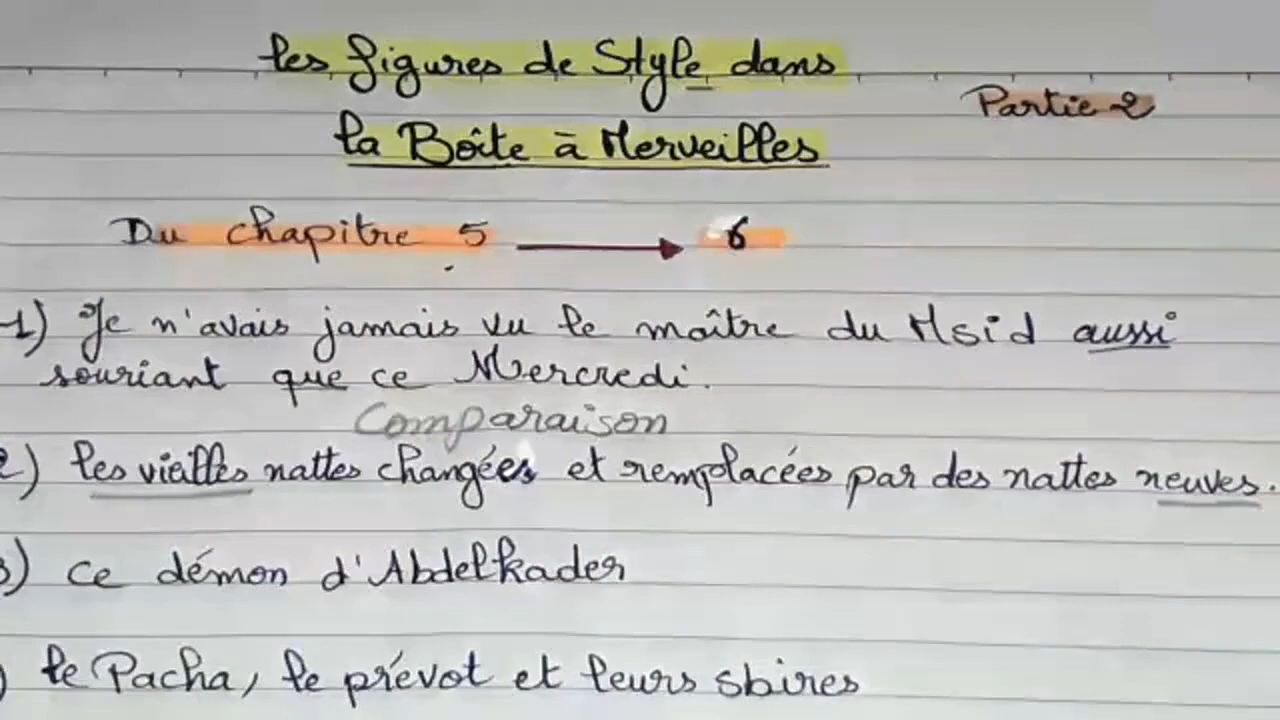 les figures de Style dans
Partie 2
la Boîte à Merveilles
Du chapitre 5 → 6
1) Je n'avais jamais vu le maître du Msid aussi
souriant que ce Mercredi.
Comparaison
2) les vieilles nattes changées et remplacées par des nattes neuves.
3) ce démon d'Abdelkader
) le Pacha, le prévot et leurs sbires